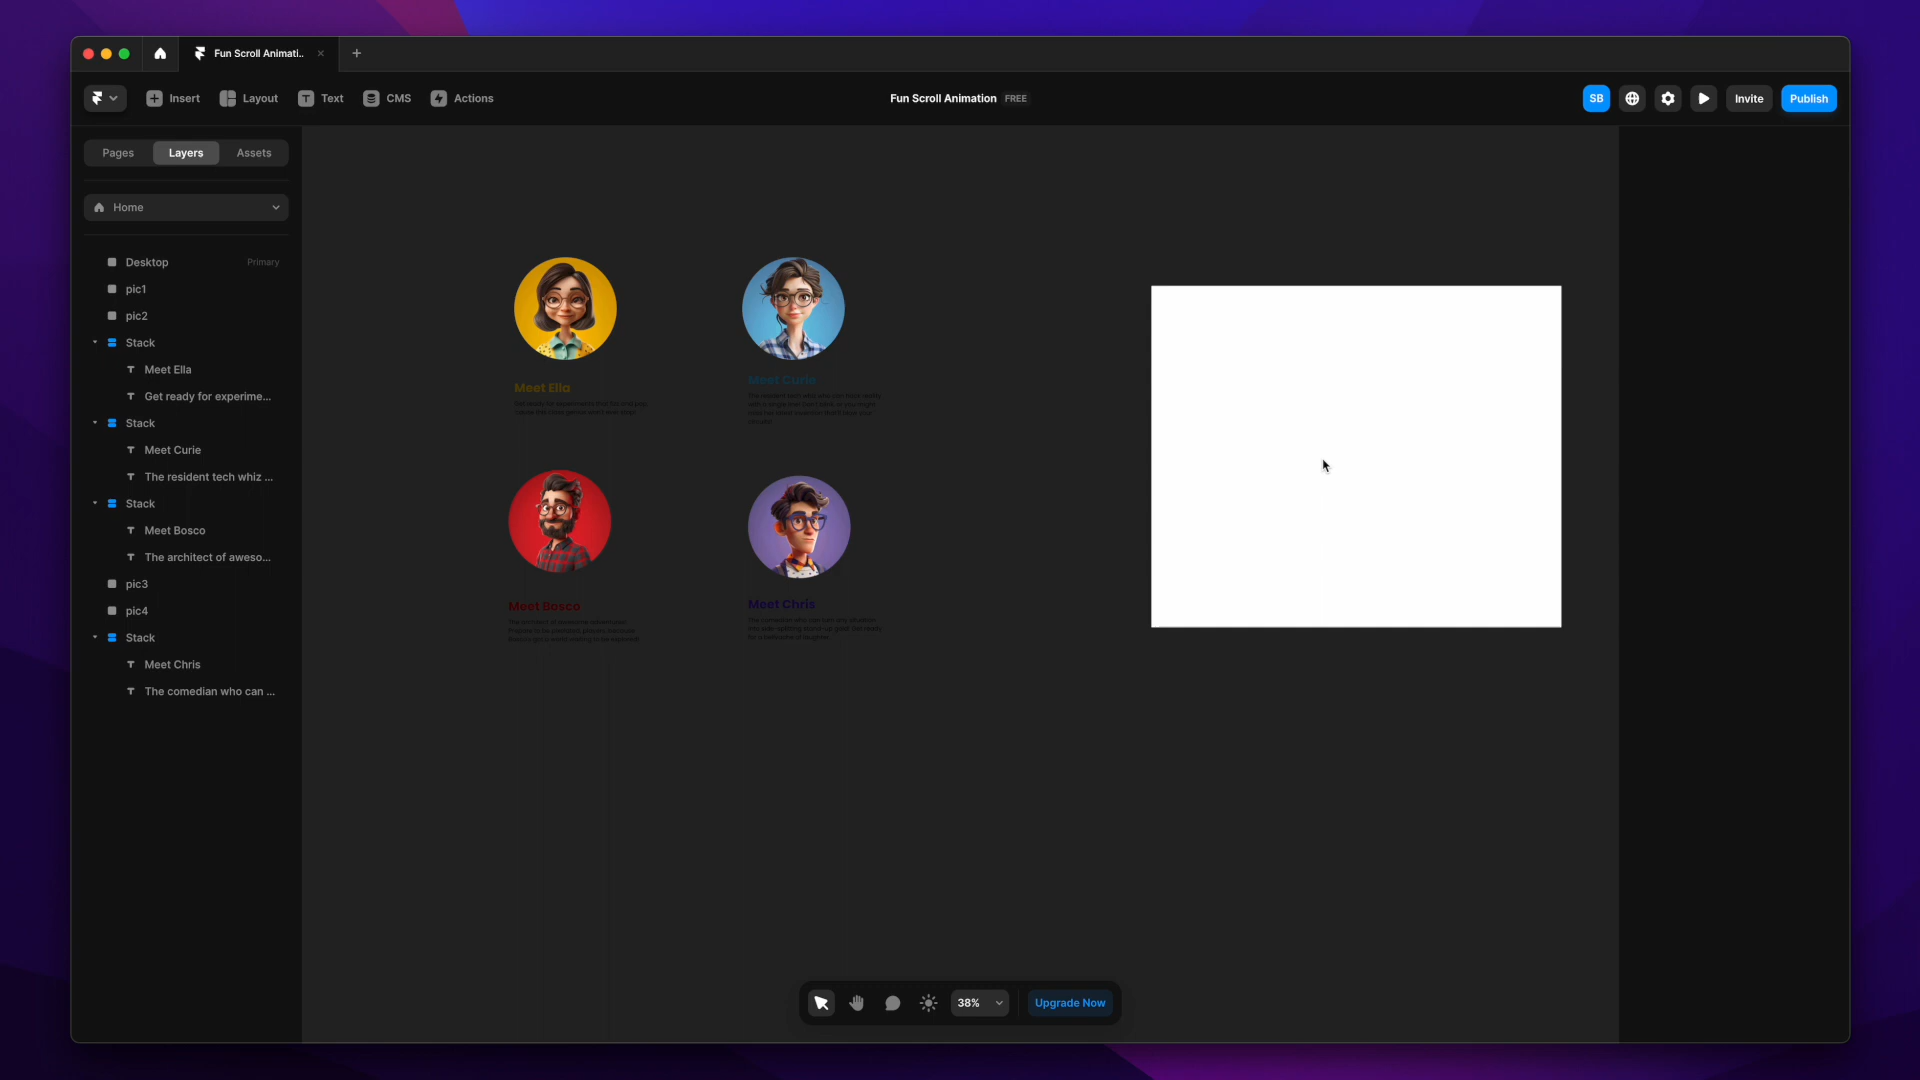 Fun Scroll Animati..
Insert
Layout
Text
CMS
Actions
Fun Scroll Animation FREE
SB
Invite
Publish
Pages
Layers
Assets
Home
Desktop Primary
pic1
pic2
Stack
Meet Ella
Get ready for experime...
Stack
Meet Curie
The resident tech whiz ...
Stack
Meet Bosco
The architect of aweso...
pic3
pic4
Stack
Meet Chris
The comedian who can ...
Meet Ella
Meet Curie
Meet Bosco
Meet Chris
38%
Upgrade Now